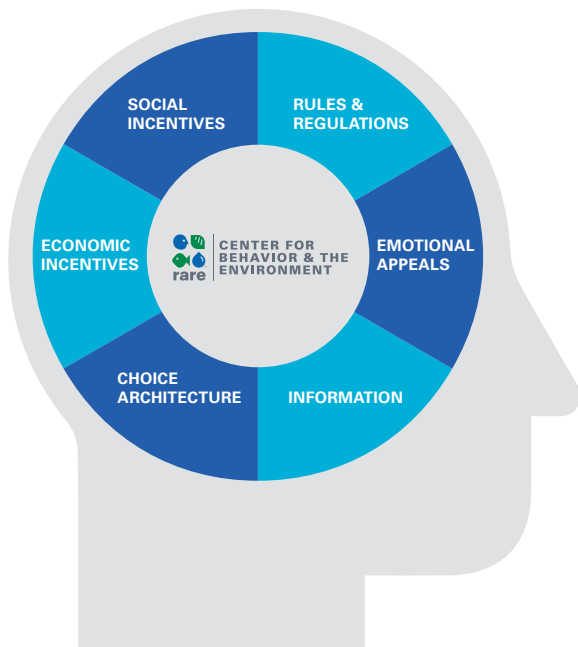 SOCIAL
INCENTIVES
RULES &
REGULATIONS
ECONOMIC
INCENTIVES
rare
CENTER FOR
BEHAVIOR & THE
ENVIRONMENT
EMOTIONAL
APPEALS
CHOICE
ARCHITECTURE
INFORMATION